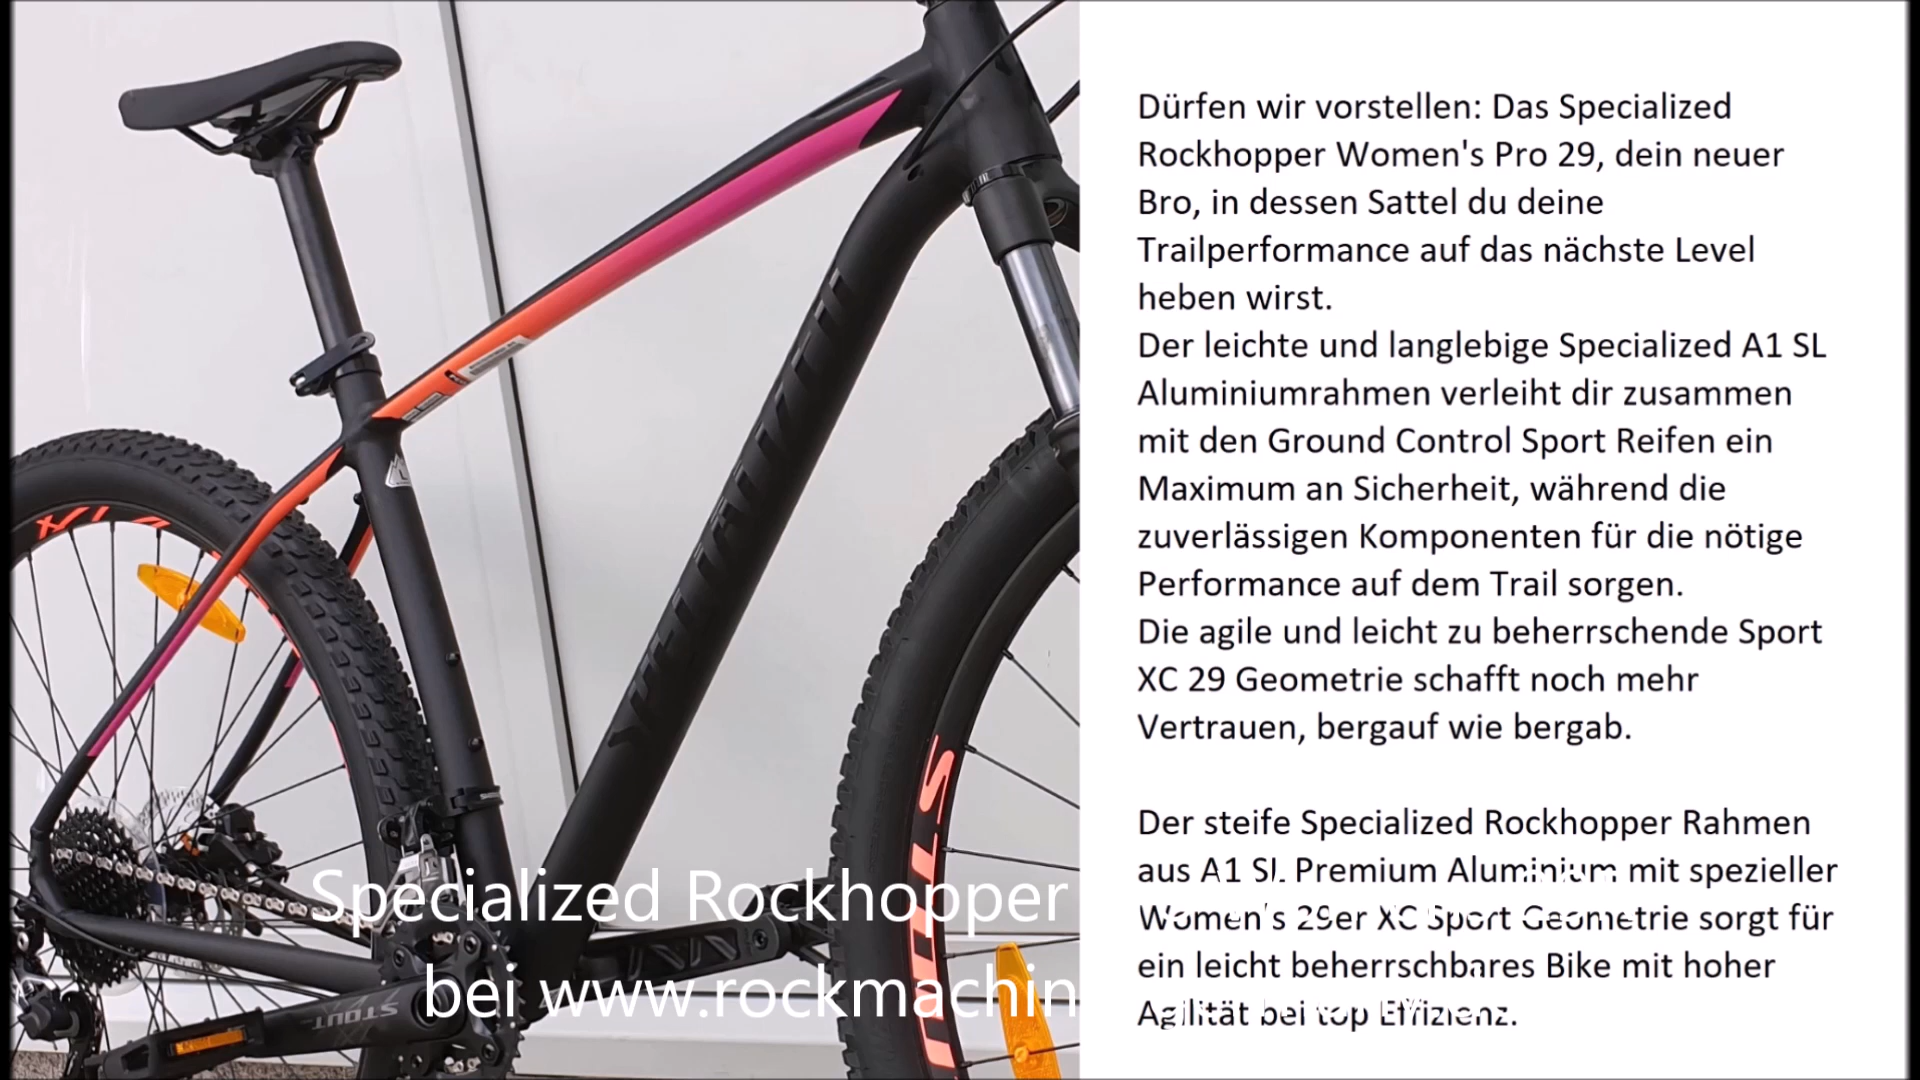 Dürfen wir vorstellen: Das Specialized
Rockhopper Women's Pro 29, dein neuer
Bro, in dessen Sattel du deine
Trailperformance auf das nächste Level
heben wirst.
Der leichte und langlebige Specialized A1 SL
Aluminiumrahmen verleiht dir zusammen
mit den Ground Control Sport Reifen ein
Maximum an Sicherheit, während die
zuverlässigen Komponenten für die nötige
Performance auf dem Trail sorgen.
Die agile und leicht zu beherrschende Sport
XC 29 Geometrie schafft noch mehr
Vertrauen, bergauf wie bergab.
Der steife Specialized Rockhopper Rahmen
aus A1 SL Premium Aluminium mit spezieller
Women's 29er XC Sport Geometrie sorgt für
ein leicht beherrschbares Bike mit hoher
Agilität bei top Effizienz.
Specialized Rockhopper
bei www.rockmachin
STOUT
STOUT